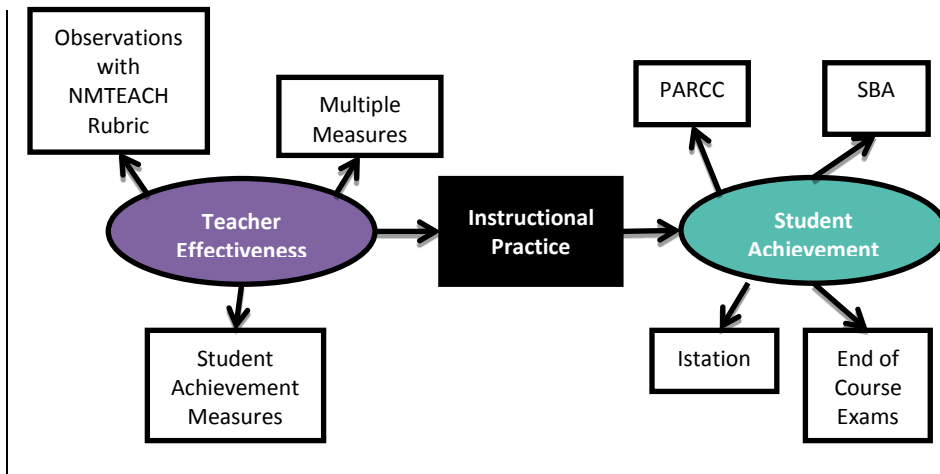 Observations
with
NMTEACH
Rubric
Multiple
Measures
PARCC
SBA
Teacher
Effectiveness
Instructional
Practice
Student
Achievement
Student
Achievement
Measures
Istation
End of
Course
Exams